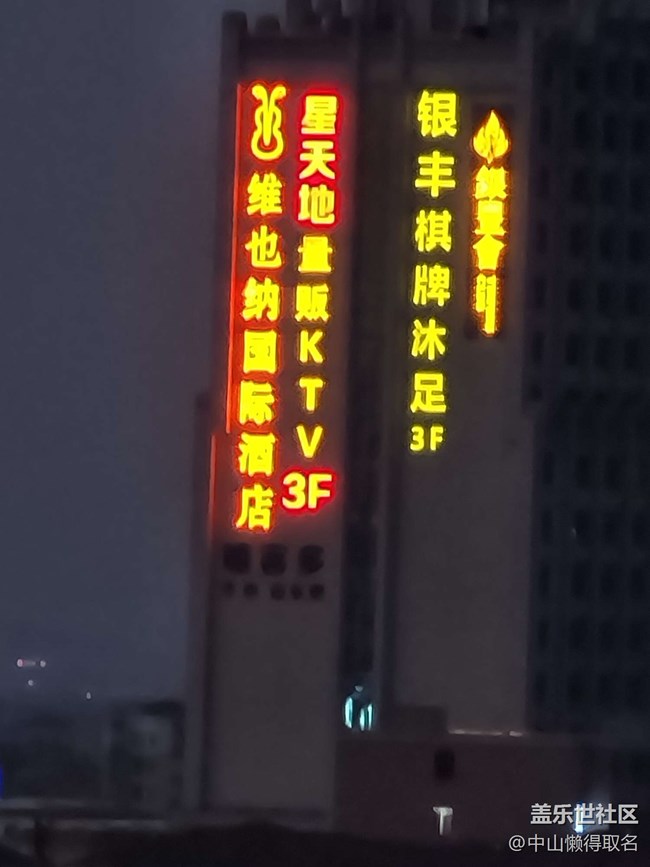 维也纳国际酒店
星天地量贩KTV
3F
银丰棋牌沐足
3F
盖乐世社区
@中山懒得取名